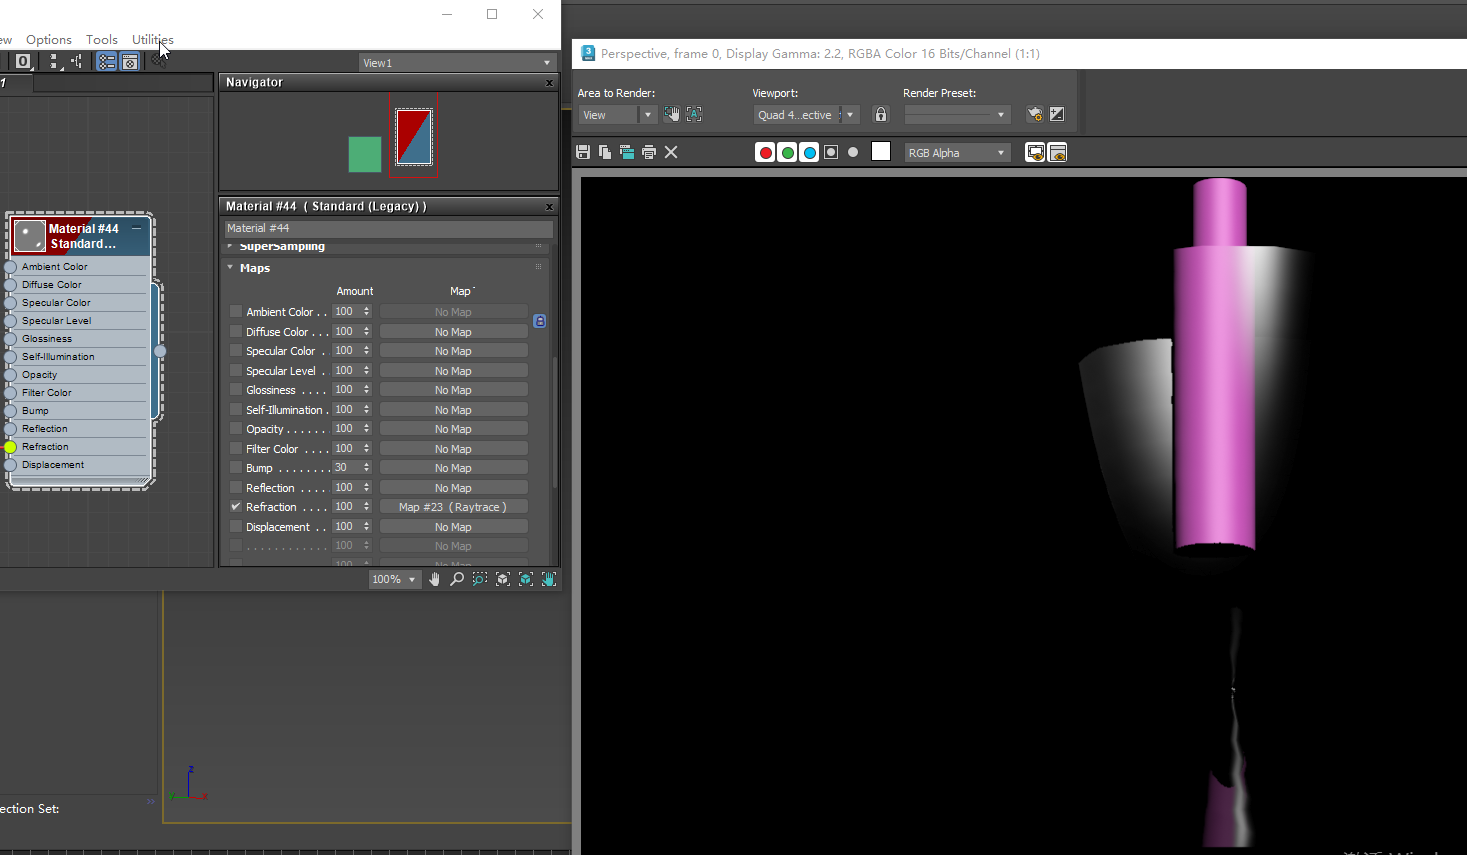 ew Options Tools Utilities
View1
1
Navigator
Material #44 ( Standard (Legacy) )
Material #44
SuperSampling
Maps
Amount Map
Ambient Color . . 100 No Map
Diffuse Color . . . 100 No Map
Specular Color . 100 No Map
Specular Level . 100 No Map
Glossiness . . . . 100 No Map
Self-Illumination . 100 No Map
Opacity . . . . . . 100 No Map
Filter Color . . . . 100 No Map
Bump . . . . . . . . 30 No Map
Reflection . . . . 100 No Map
Refraction . . . . 100 Map #23 ( Raytrace )
Displacement . . 100 No Map
. . . . . . . . . . . . 100 No Map
100%
Material #44
Standard...
Ambient Color
Diffuse Color
Specular Color
Specular Level
Glossiness
Self-Illumination
Opacity
Filter Color
Bump
Reflection
Refraction
Displacement
z
y x
ection Set:
3
Perspective, frame 0, Display Gamma: 2.2, RGBA Color 16 Bits/Channel (1:1)
Area to Render: Viewport: Render Preset:
View Quad 4...ective
RGB Alpha